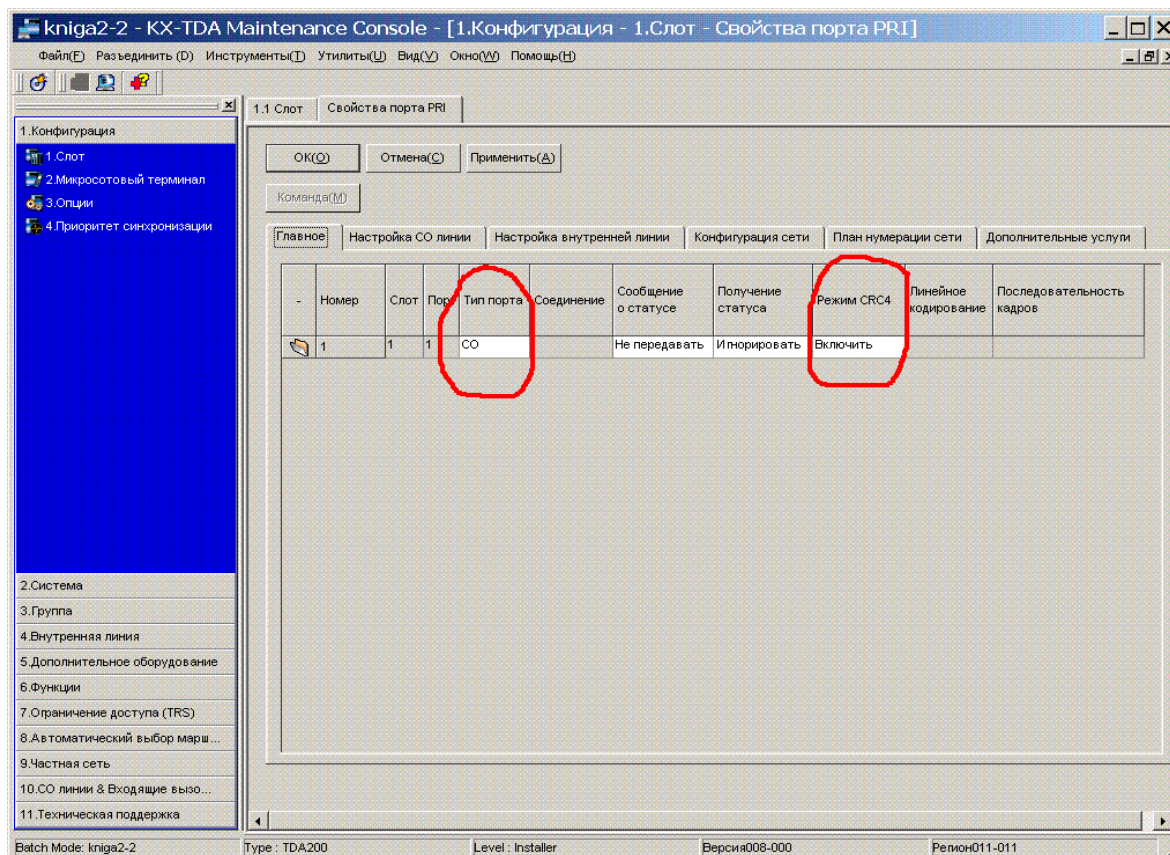 kniga2-2 - KX-TDA Maintenance Console - [1.Конфигурация - 1.Слот - Свойства порта PRI]
Файл(F) Разъединить (D) Инструменты(T) Утилиты(U) Вид(V) Окно(W) Помощь(H)
1.1 Слот Свойства порта PRI
1.Конфигурация
1.Слот
2.Микросотовый терминал
3.Опции
4.Приоритет синхронизации
2.Система
3.Группа
4.Внутренняя линия
5.Дополнительное оборудование
6.Функции
7.Ограничение доступа (TRS)
8.Автоматический выбор марш...
9.Частная сеть
10.CO линии & Входящие вызо...
11.Техническая поддержка
ОК(O) Отмена(C) Применить(A)
Команда(M)
Главное Настройка CO линии Настройка внутренней линии Конфигурация сети План нумерации сети Дополнительные услуги
- Номер Слот Пор Тип порта Соединение Сообщение о статусе Получение статуса Режим CRC4 Линейное кодирование Последовательность кадров
1 1 1 CO Не передавать Игнорировать Включить
Batch Mode: kniga2-2 Type : TDA200 Level : Installer Версия008-000 Регион011-011